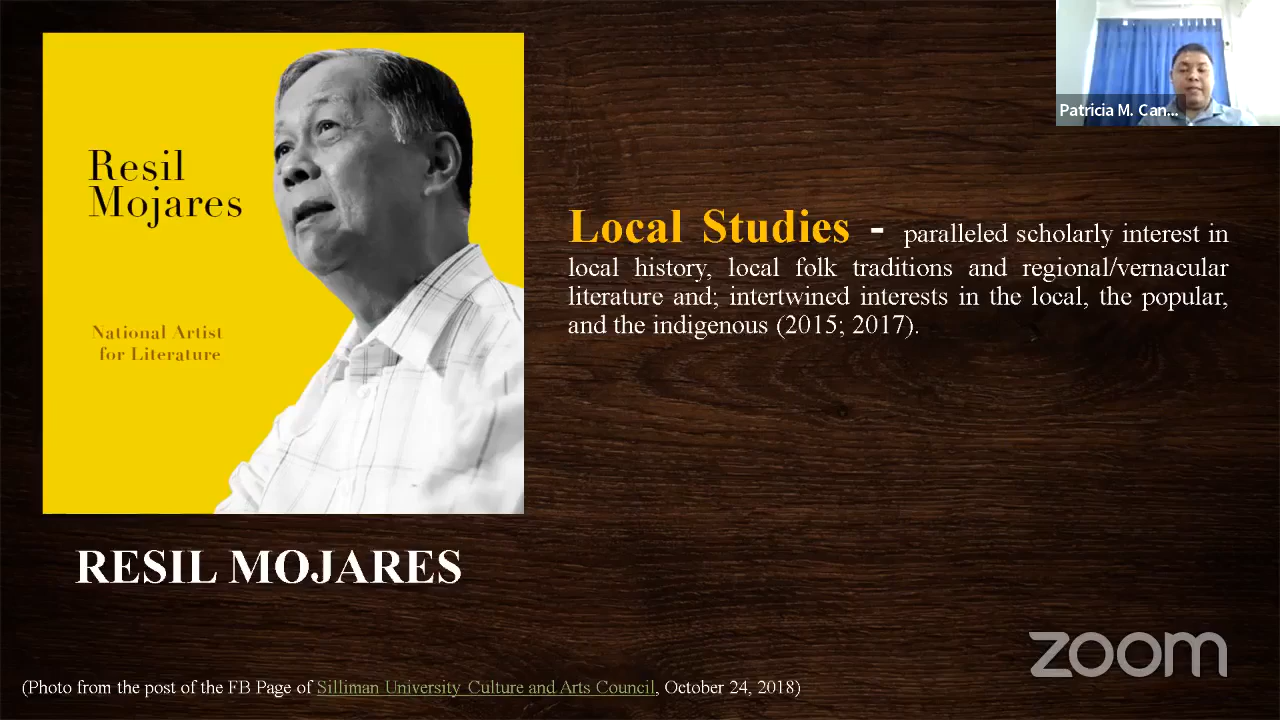 Resil
Mojares
National Artist
for Literature
Patricia M. Can...
Local Studies - paralleled scholarly interest in
local history, local folk traditions and regional/vernacular
literature and; intertwined interests in the local, the popular,
and the indigenous (2015; 2017).
RESIL MOJARES
zoom
(Photo from the post of the FB Page of Silliman University Culture and Arts Council, October 24, 2018)